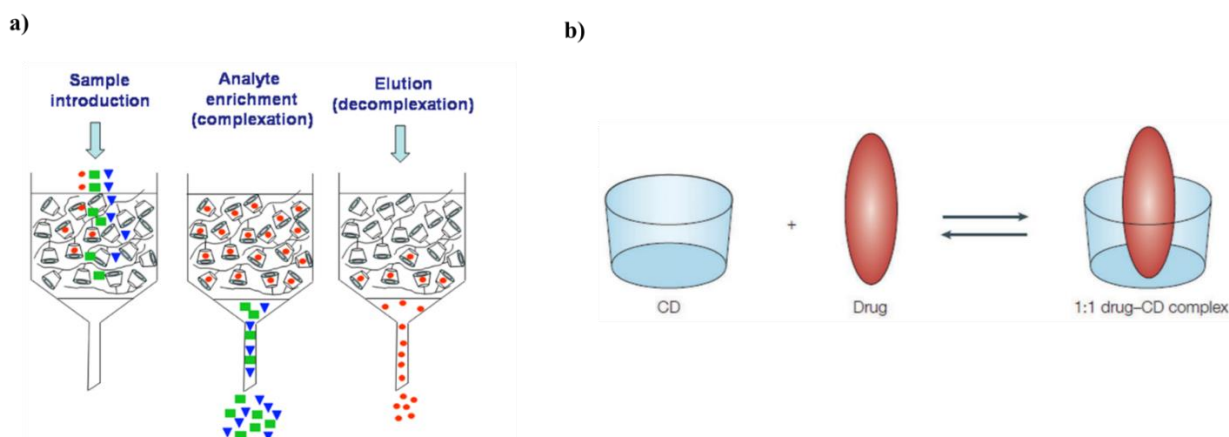 a)
Sample
introduction
Analyte
enrichment
(complexation)
Elution
(decomplexation)
b)
CD
+
Drug
1:1 drug–CD complex